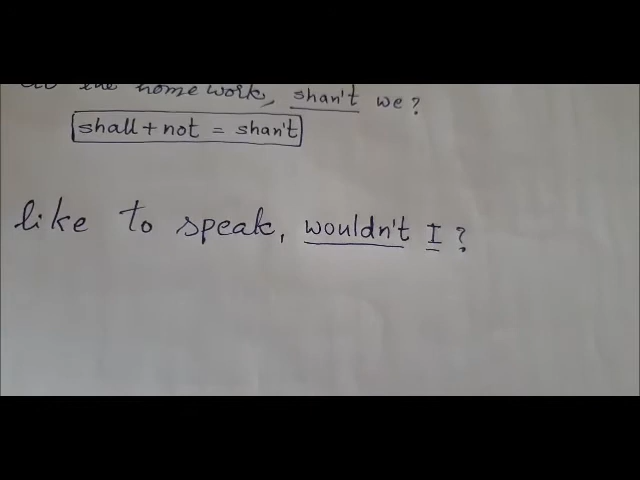 the home work, shan't we?
shall + not = shan't
like to speak, wouldn't I?